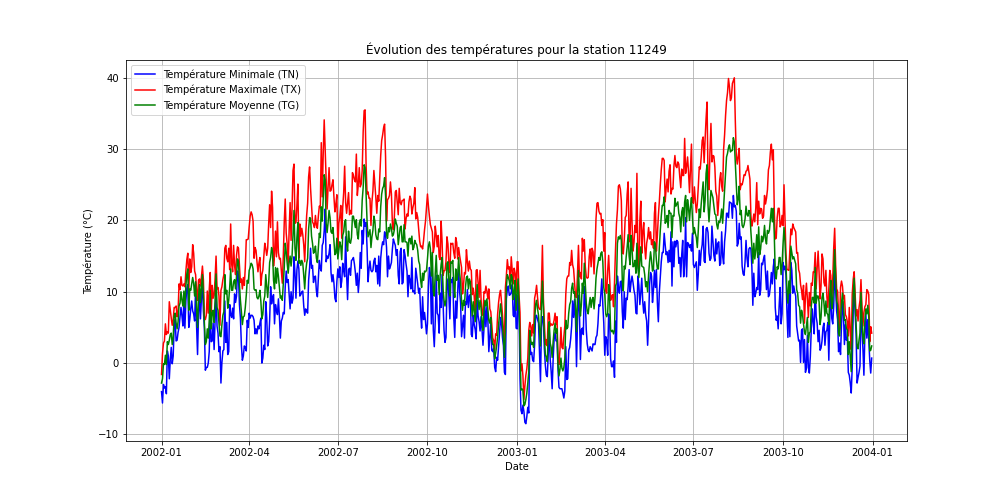 Évolution des températures pour la station 11249
Température Minimale (TN)
Température Maximale (TX)
Température Moyenne (TG)
Température (°C)
40
30
20
10
0
−10
2002-01 2002-04 2002-07 2002-10 2003-01 2003-04 2003-07 2003-10 2004-01
Date